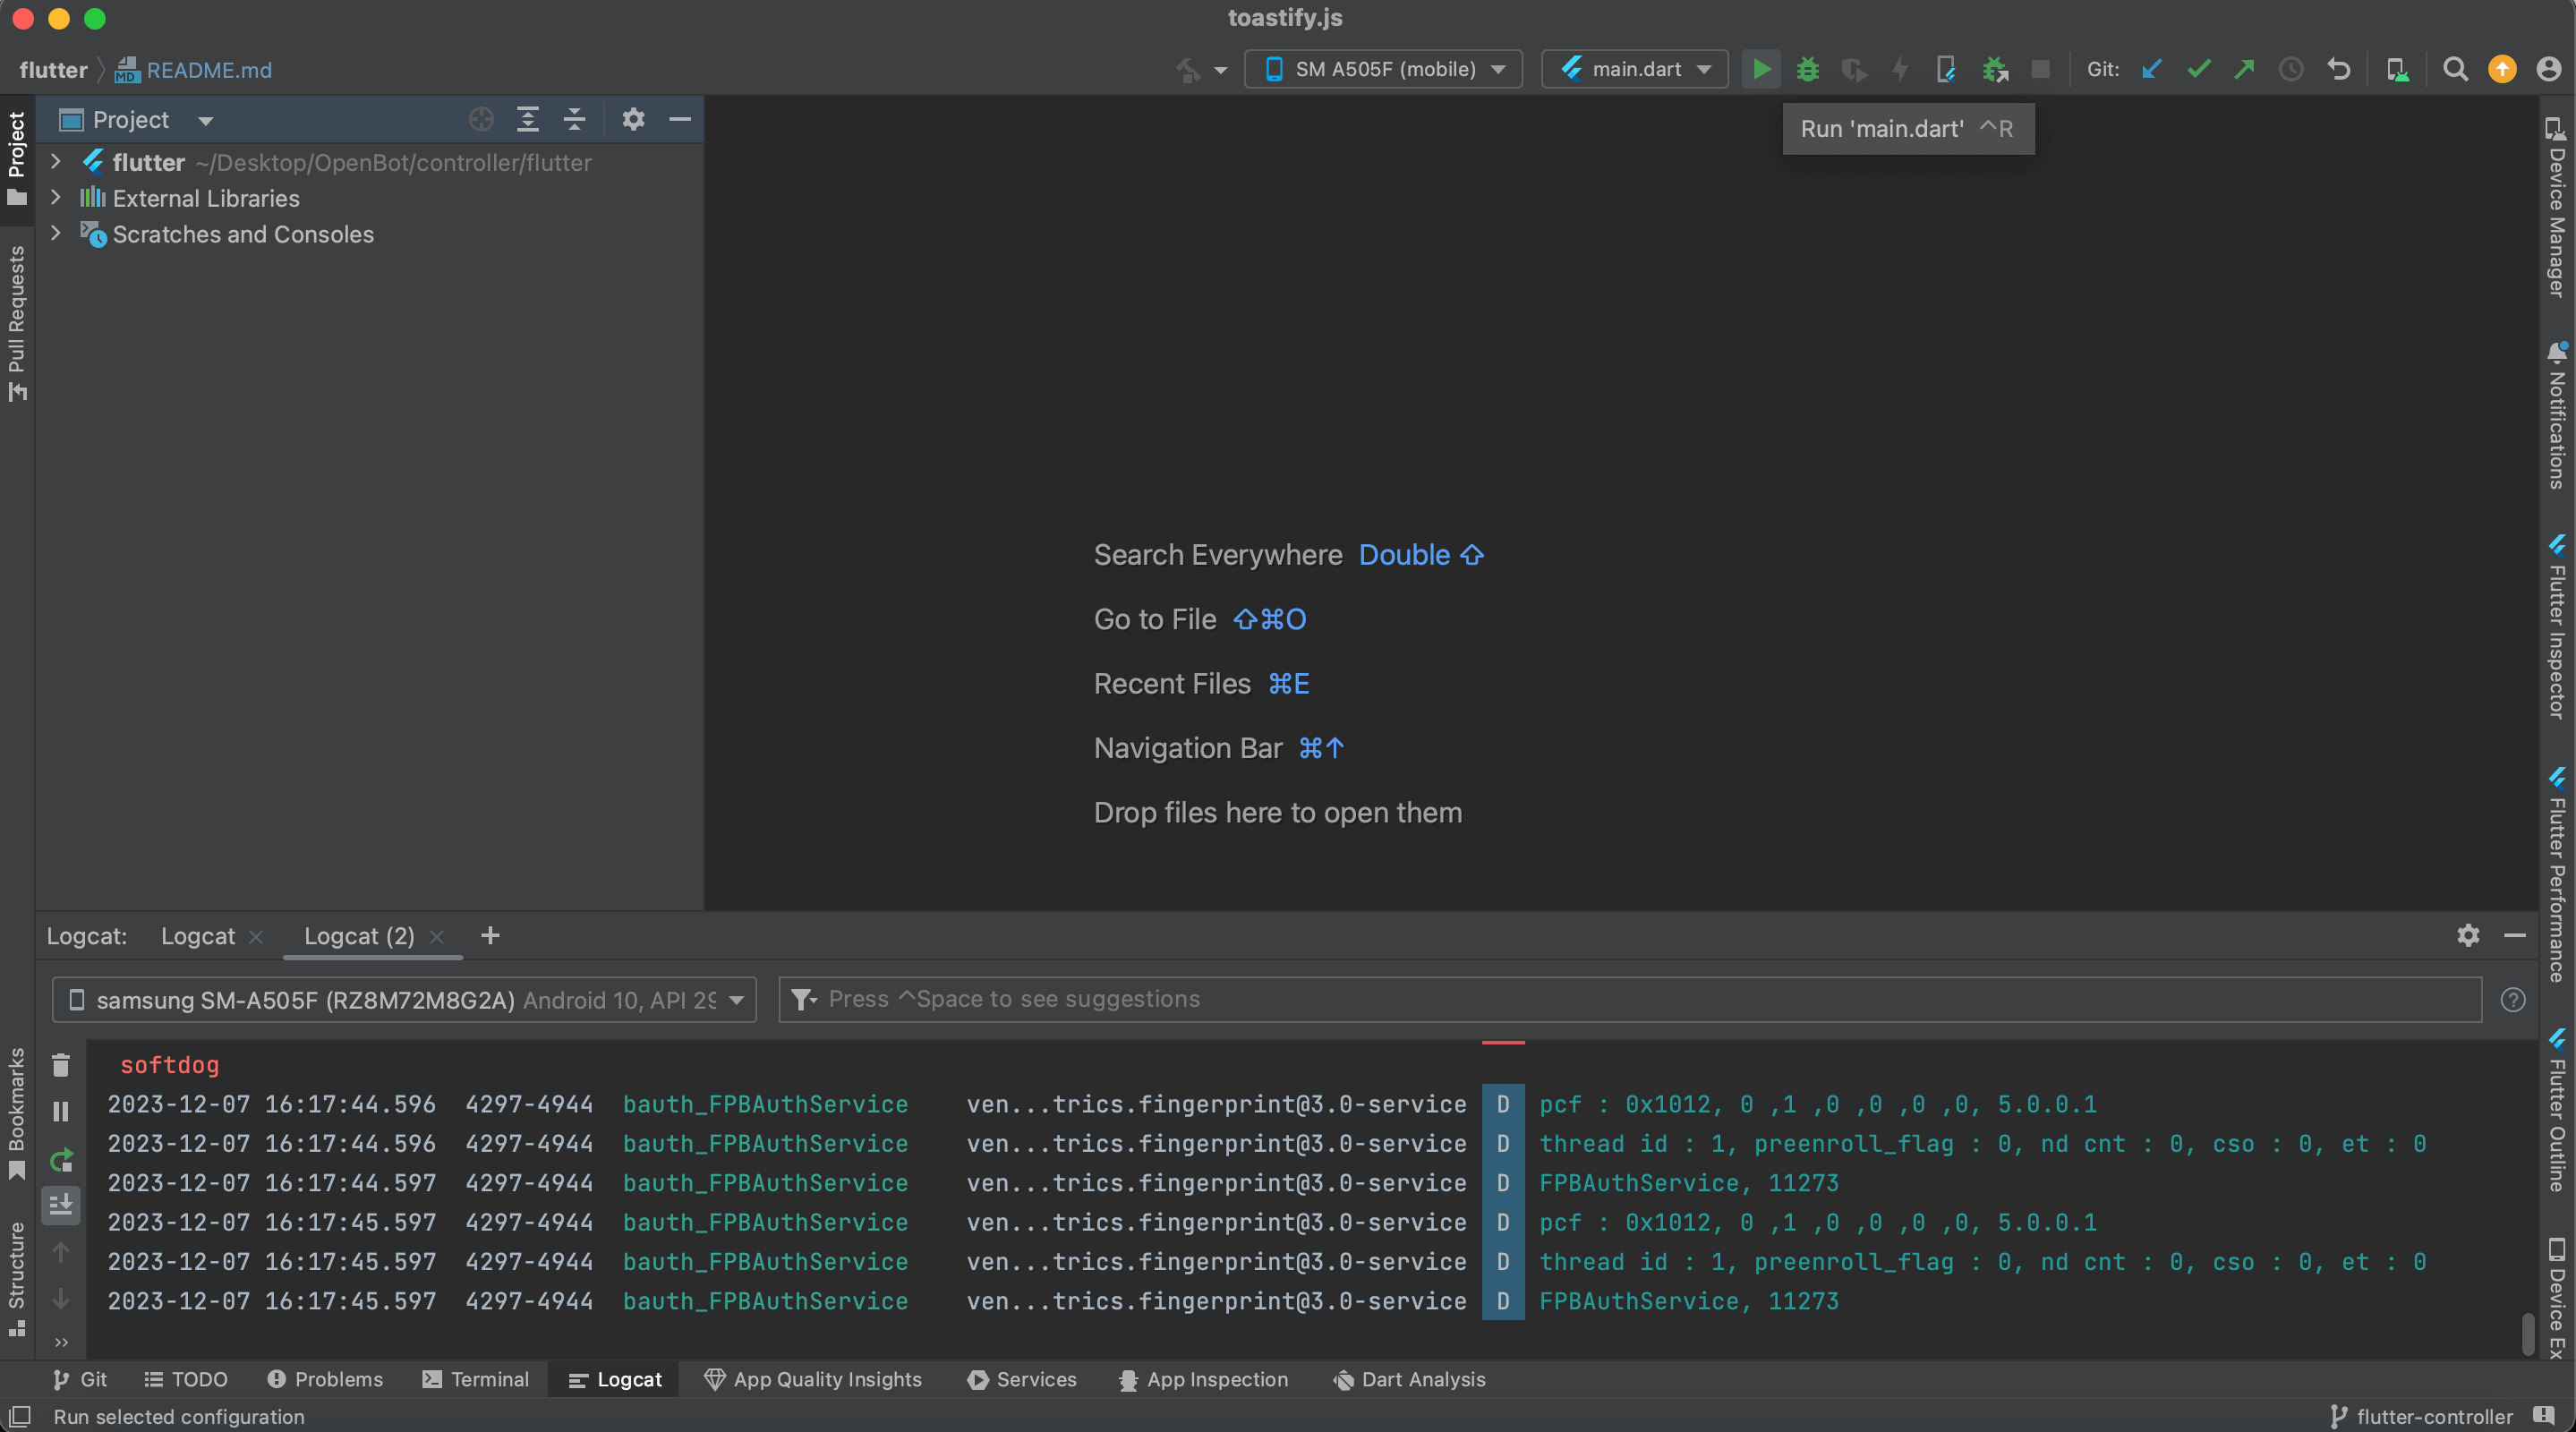 toastify.js
flutter
README.md
SM A505F (mobile)
main.dart
Git:
Run 'main.dart' ^R
Project
flutter ~/Desktop/OpenBot/controller/flutter
External Libraries
Scratches and Consoles
Project
Pull Requests
Bookmarks
Structure
Device Manager
Notifications
Flutter Inspector
Flutter Performance
Flutter Outline
Device Ex
Search Everywhere Double ⇧
Go to File ⇧⌘O
Recent Files ⌘E
Navigation Bar ⌘↑
Drop files here to open them
Logcat: Logcat Logcat (2)
samsung SM-A505F (RZ8M72M8G2A) Android 10, API 29
Press ^Space to see suggestions
softdog
2023-12-07 16:17:44.596 4297-4944 bauth_FPBAuthService ven...trics.fingerprint@3.0-service D pcf : 0x1012, 0 ,1 ,0 ,0 ,0 ,0, 5.0.0.1
2023-12-07 16:17:44.596 4297-4944 bauth_FPBAuthService ven...trics.fingerprint@3.0-service D thread id : 1, preenroll_flag : 0, nd cnt : 0, cso : 0, et : 0
2023-12-07 16:17:44.597 4297-4944 bauth_FPBAuthService ven...trics.fingerprint@3.0-service D FPBAuthService, 11273
2023-12-07 16:17:45.597 4297-4944 bauth_FPBAuthService ven...trics.fingerprint@3.0-service D pcf : 0x1012, 0 ,1 ,0 ,0 ,0 ,0, 5.0.0.1
2023-12-07 16:17:45.597 4297-4944 bauth_FPBAuthService ven...trics.fingerprint@3.0-service D thread id : 1, preenroll_flag : 0, nd cnt : 0, cso : 0, et : 0
2023-12-07 16:17:45.597 4297-4944 bauth_FPBAuthService ven...trics.fingerprint@3.0-service D FPBAuthService, 11273
Git TODO Problems Terminal Logcat App Quality Insights Services App Inspection Dart Analysis
Run selected configuration
flutter-controller